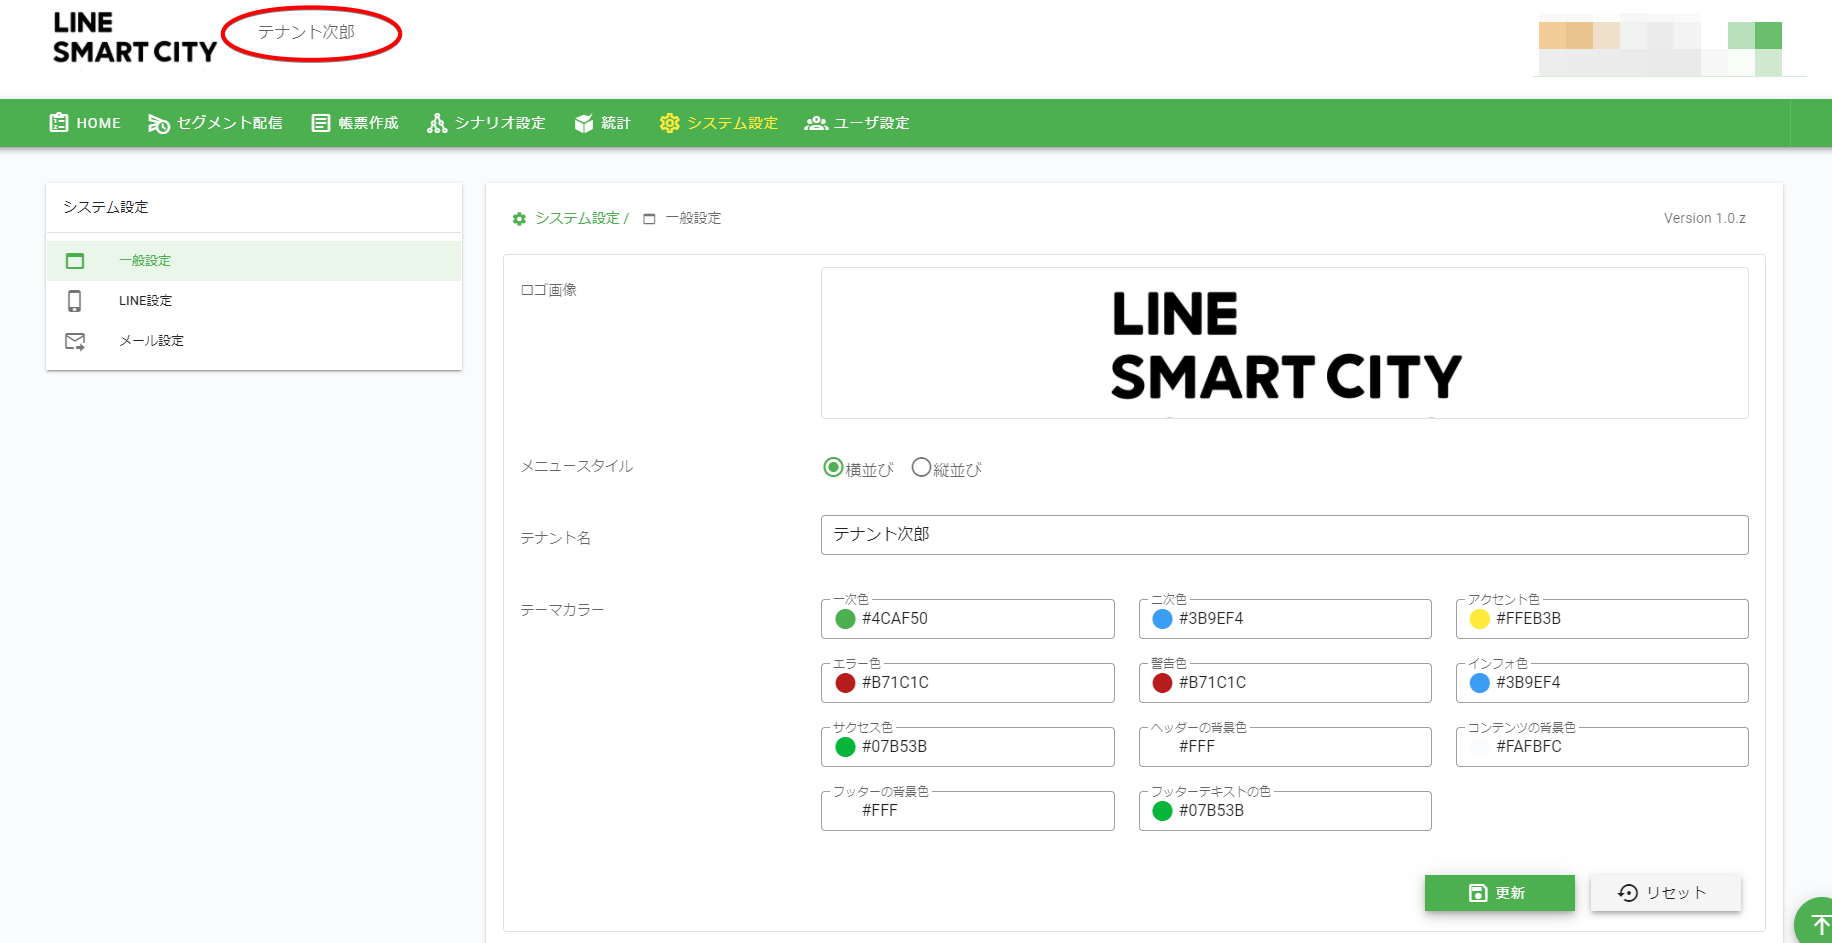 LINE
SMART CITY
テナント次郎
HOME セグメント配信 帳票作成 シナリオ設定 統計 システム設定 ユーザ設定
システム設定
一般設定
LINE設定
メール設定
システム設定 / 一般設定
Version 1.0.z
ロゴ画像
LINE
SMART CITY
メニュースタイル
横並び 縦並び
テナント名
テナント次郎
テーマカラー
一次色 二次色 アクセント色
#4CAF50 #3B9EF4 #FFEB3B
エラー色 警告色 インフォ色
#B71C1C #B71C1C #3B9EF4
サクセス色 ヘッダーの背景色 コンテンツの背景色
#07B53B #FFF #FAFBFC
フッターの背景色 フッターテキストの色
#FFF #07B53B
更新 リセット